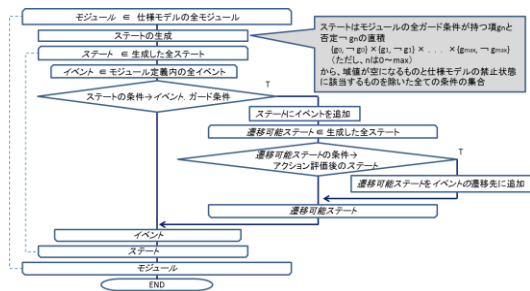 モジュール ∈ 仕様モデルの全モジュール
ステートの生成
ステートはモジュールの全ガード条件が持つ項gnと
否定¬gnの直積
{g₀, ¬g₀}×{g₁, ¬g₁}× . . . ×{gmax, ¬gmax}
(ただし、nは0～max)
から、域値が空になるものと仕様モデルの禁止状態
に該当するものを除いた全ての条件の集合
ステート ∈ 生成した全ステート
イベント ∈ モジュール定義内の全イベント
ステートの条件→イベント. ガード条件
T
ステートにイベントを追加
遷移可能ステート ∈ 生成した全ステート
遷移可能ステートの条件→
アクション評価後のステート
T
遷移可能ステートをイベントの遷移先に追加
遷移可能ステート
イベント
ステート
モジュール
END